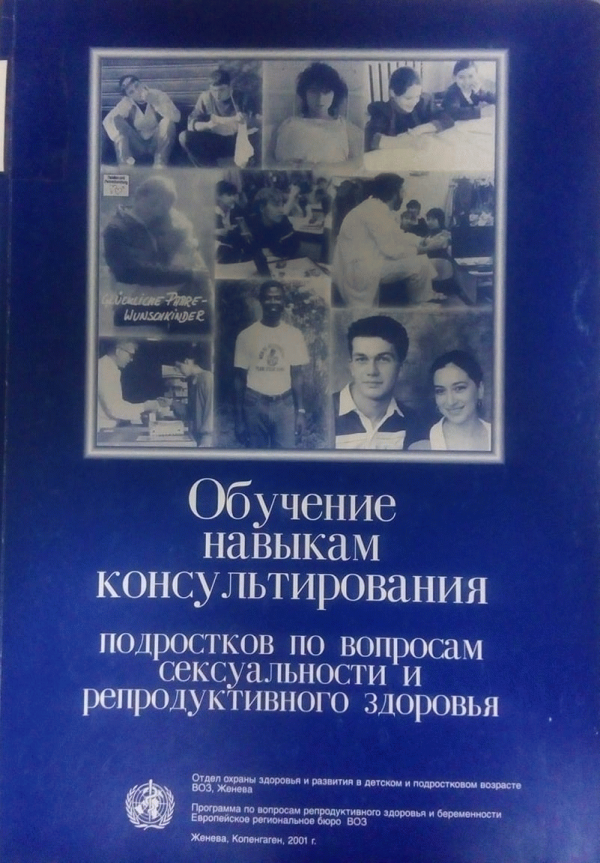 GLÜCKLICHE-PAARE-
WUNSCHKINDER
Обучение
навыкам
консультирования
подростков по вопросам
сексуальности и
репродуктивного здоровья
Отдел охраны здоровья и развития в детском и подростковом возрасте
ВОЗ, Женева
Программа по вопросам репродуктивного здоровья и беременности
Европейское региональное бюро ВОЗ
Женева, Копенгаген, 2001 г.